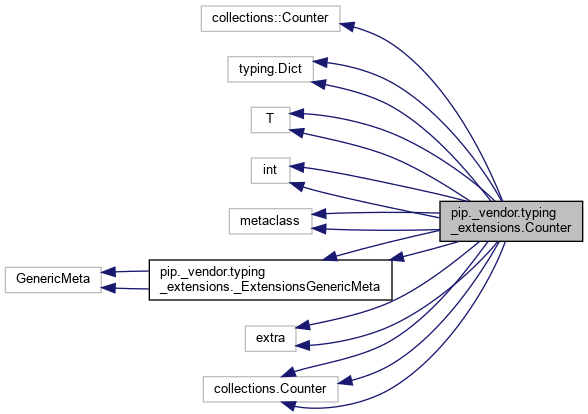 collections::Counter
typing.Dict
T
int
pip._vendor.typing
_extensions.Counter
metaclass
GenericMeta
pip._vendor.typing
_extensions._ExtensionsGenericMeta
extra
collections.Counter